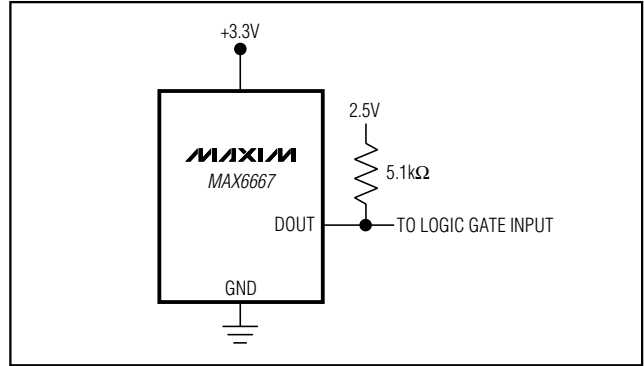 +3.3V
2.5V
MAXIM
MAX6667
5.1kΩ
DOUT
TO LOGIC GATE INPUT
GND